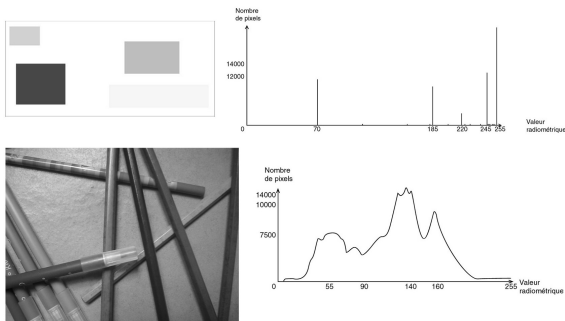 Nombre
de pixels
14000
12000
0 70 185 220 245 255
Valeur
radiométrique
Nombre
de pixels
14000
10000
7500
0 55 90 140 160 255
Valeur
radiométrique